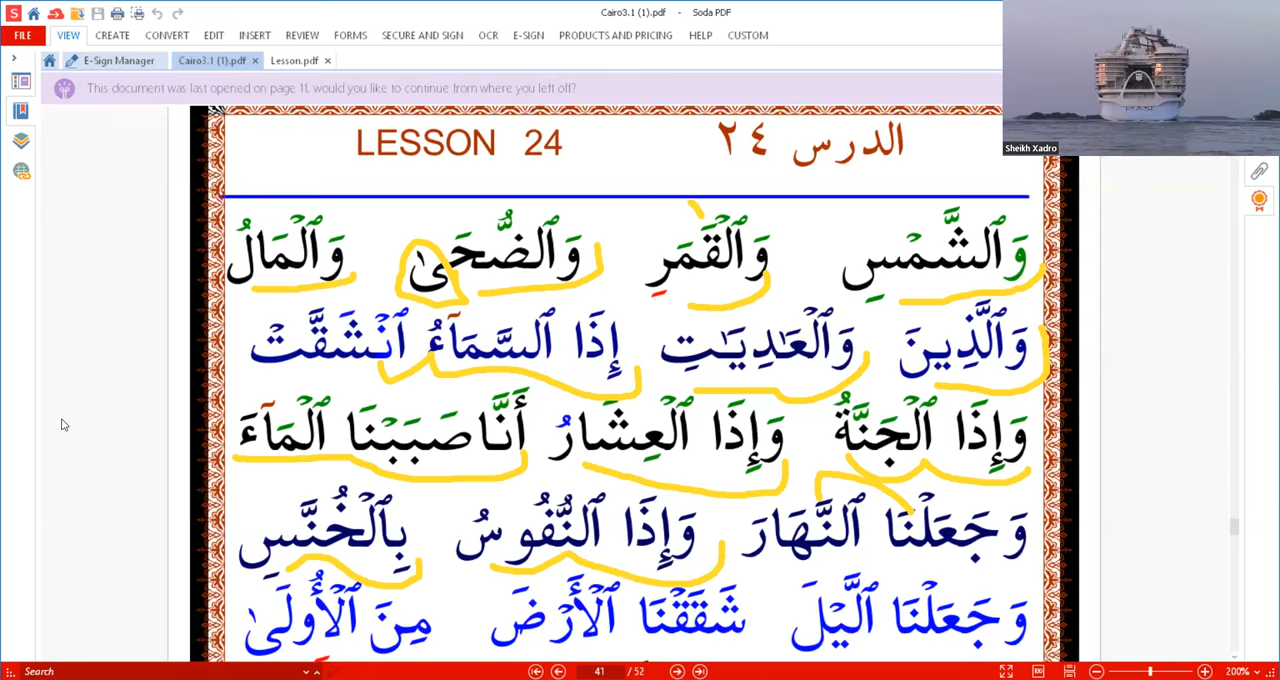 Cairo3.1 (1).pdf - Soda PDF
FILE VIEW CREATE CONVERT EDIT INSERT REVIEW FORMS SECURE AND SIGN OCR E-SIGN PRODUCTS AND PRICING HELP CUSTOM
E-Sign Manager Cairo3.1 (1).pdf × Lesson.pdf ×
This document was last opened on page 11, would you like to continue from where you left off?
Sheikh Xadro
LESSON 24 الدرس ٢٤
وَٱلشَّمْسِ وَٱلْقَمَرِ وَٱلضُّحَىٰ وَٱلْمَالُ
وَٱلَّذِينَ وَٱلْعَٰدِيَٰتِ إِذَا ٱلسَّمَآءُ ٱنْشَقَّتْ
وَإِذَا ٱلْجَنَّةُ وَإِذَا ٱلْعِشَارُ أَنَّا صَبَبْنَا ٱلْمَآءَ
وَجَعَلْنَا ٱلنَّهَارَ وَإِذَا ٱلنُّفُوسُ بِٱلْخُنَّسِ
وَجَعَلْنَا ٱلَّيْلَ شَقَقْنَا ٱلْأَرْضَ مِنَ ٱلْأُولَىٰ
Search 41 / 52 200%